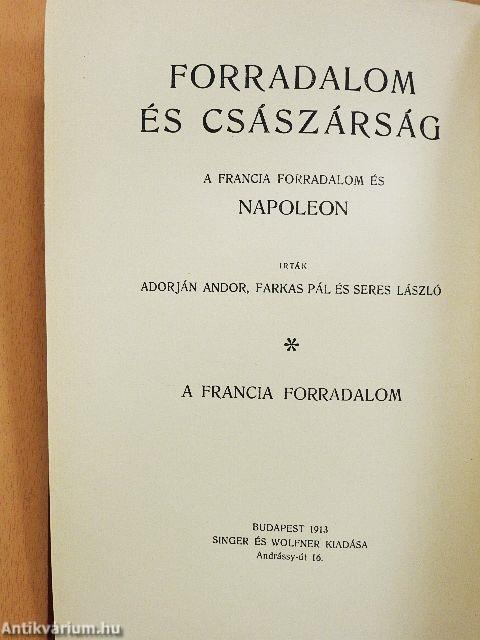 FORRADALOM
ÉS CSÁSZÁRSÁG
A FRANCIA FORRADALOM ÉS
NAPOLEON
IRTÁK
ADORJÁN ANDOR, FARKAS PÁL ÉS SERES LÁSZLÓ
*
A FRANCIA FORRADALOM
BUDAPEST 1913
SINGER ÉS WOLFNER KIADÁSA
Andrássy-út 16.
Antikvárium.hu